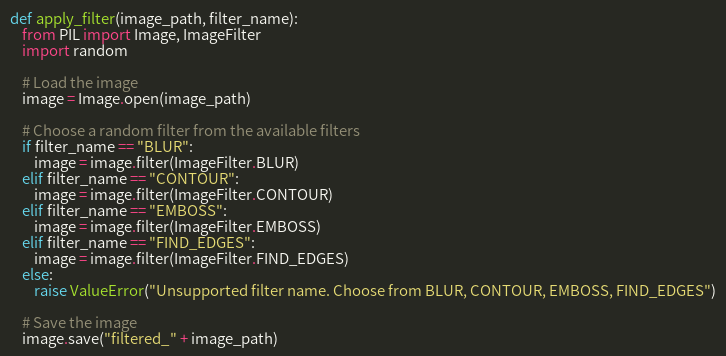 def apply_filter(image_path, filter_name):
from PIL import Image, ImageFilter
import random
# Load the image
image = Image.open(image_path)
# Choose a random filter from the available filters
if filter_name == "BLUR":
image = image.filter(ImageFilter.BLUR)
elif filter_name == "CONTOUR":
image = image.filter(ImageFilter.CONTOUR)
elif filter_name == "EMBOSS":
image = image.filter(ImageFilter.EMBOSS)
elif filter_name == "FIND_EDGES":
image = image.filter(ImageFilter.FIND_EDGES)
else:
raise ValueError("Unsupported filter name. Choose from BLUR, CONTOUR, EMBOSS, FIND_EDGES")
# Save the image
image.save("filtered_" + image_path)